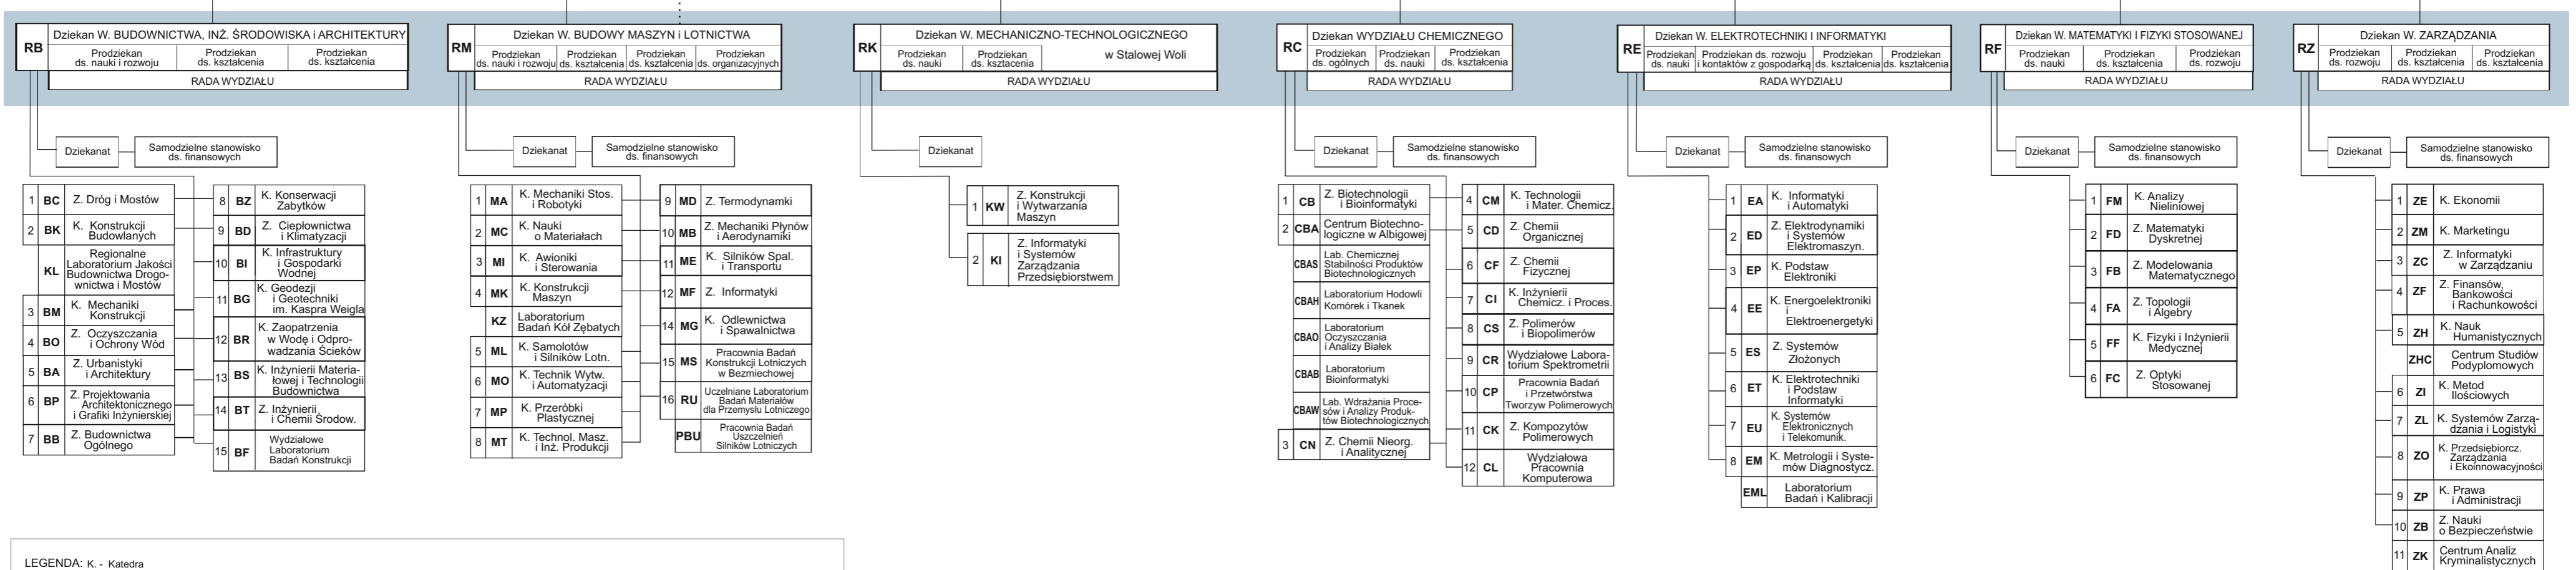 RB
Dziekan W. BUDOWNICTWA, INŻ. ŚRODOWISKA i ARCHITEKTURY
Prodziekan
ds. nauki i rozwoju
Prodziekan
ds. kształcenia
Prodziekan
ds. kształcenia
RADA WYDZIAŁU
Dziekanat
Samodzielne stanowisko
ds. finansowych
1 BC Z. Dróg i Mostów
2 BK K. Konstrukcji
Budowlanych
KL Regionalne
Laboratorium Jakości
Budownictwa Drogo-
wnictwa i Mostów
3 BM K. Mechaniki
Konstrukcji
4 BO Z. Oczyszczania
i Ochrony Wód
5 BA Z. Urbanistyki
i Architektury
6 BP Z. Projektowania
Architektonicznego
i Grafiki Inżynierskiej
7 BB Z. Budownictwa
Ogólnego
8 BZ K. Konserwacji
Zabytków
9 BD Z. Ciepłownictwa
i Klimatyzacji
10 BI K. Infrastruktury
i Gospodarki
Wodnej
11 BG K. Geodezji
i Geotechniki
im. Kaspra Weigla
12 BR K. Zaopatrzenia
w Wodę i Odpro-
wadzania Ścieków
13 BS K. Inżynierii Materia-
łowej i Technologii
Budownictwa
14 BT Z. Inżynierii
i Chemii Środow.
15 BF Wydziałowe
Laboratorium
Badań Konstrukcji
RM
Dziekan W. BUDOWY MASZYN i LOTNICTWA
Prodziekan
ds. nauki i rozwoju
Prodziekan
ds. kształcenia
Prodziekan
ds. kształcenia
Prodziekan
ds. organizacyjnych
RADA WYDZIAŁU
Dziekanat
Samodzielne stanowisko
ds. finansowych
1 MA K. Mechaniki Stos.
i Robotyki
2 MC K. Nauki
o Materiałach
3 MI K. Awioniki
i Sterowania
4 MK K. Konstrukcji
Maszyn
KZ Laboratorium
Badań Kół Zębatych
5 ML K. Samolotów
i Silników Lotn.
6 MO K. Technik Wytw.
i Automatyzacji
7 MP K. Przeróbki
Plastycznej
8 MT K. Technol. Masz.
i Inż. Produkcji
9 MD Z. Termodynamki
10 MB Z. Mechaniki Płynów
i Aerodynamiki
11 ME K. Silników Spal.
i Transportu
12 MF Z. Informatyki
14 MG K. Odlewnictwa
i Spawalnictwa
15 MS Pracownia Badań
Konstrukcji Lotniczych
w Bezmiechowej
16 RU Uczelniane Laboratorium
Badań Materiałów
dla Przemysłu Lotniczego
PBU Pracownia Badań
Uszczelnień
Silników Lotniczych
RK
Dziekan W. MECHANICZNO-TECHNOLOGICZNEGO
Prodziekan
ds. nauki
Prodziekan
ds. kształcenia
w Stalowej Woli
RADA WYDZIAŁU
Dziekanat
1 KW Z. Konstrukcji
i Wytwarzania
Maszyn
2 KI Z. Informatyki
i Systemów
Zarządzania
Przedsiębiorstwem
RC
Dziekan WYDZIAŁU CHEMICZNEGO
Prodziekan
ds. ogólnych
Prodziekan
ds. nauki
Prodziekan
ds. kształcenia
RADA WYDZIAŁU
Dziekanat
Samodzielne stanowisko
ds. finansowych
1 CB Z. Biotechnologii
i Bioinformatyki
2 CBA Centrum Biotechno-
logiczne w Albigowej
CBAS Lab. Chemicznej
Stabilności Produktów
Biotechnologicznych
CBAH Laboratorium Hodowli
Komórek i Tkanek
CBAO Laboratorium
Oczyszczania
i Analizy Białek
CBAB Laboratorium
Bioinformatyki
CBAW Lab. Wdrażania Proce-
sów i Analizy Produk-
tów Biotechnologicznych
3 CN Z. Chemii Nieorg.
i Analitycznej
4 CM K. Technologii
i Mater. Chemicz.
5 CD Z. Chemii
Organicznej
6 CF Z. Chemii
Fizycznej
7 CI K. Inżynierii
Chemicz. i Proces.
8 CS Z. Polimerów
i Biopolimerów
9 CR Wydziałowe Labora-
torium Spektrometrii
10 CP Pracownia Badań
i Przetwórstwa
Tworzyw Polimerowych
11 CK Z. Kompozytów
Polimerowych
12 CL Wydziałowa
Pracownia
Komputerowa
RE
Dziekan W. ELEKTROTECHNIKI I INFORMATYKI
Prodziekan
ds. nauki
Prodziekan ds. rozwoju
i kontaktów z gospodarką
Prodziekan
ds. kształcenia
Prodziekan
ds. kształcenia
RADA WYDZIAŁU
Dziekanat
Samodzielne stanowisko
ds. finansowych
1 EA K. Informatyki
i Automatyki
2 ED Z. Elektrodynamiki
i Systemów
Elektromaszyn.
3 EP K. Podstaw
Elektroniki
4 EE K. Energoelektroniki
i
Elektroenergetyki
5 ES Z. Systemów
Złożonych
6 ET K. Elektrotechniki
i Podstaw
Informatyki
7 EU K. Systemów
Elektronicznych
i Telekomunik.
8 EM K. Metrologii i Syste-
mów Diagnostycz.
EML Laboratorium
Badań i Kalibracji
RF
Dziekan W. MATEMATYKI I FIZYKI STOSOWANEJ
Prodziekan
ds. nauki
Prodziekan
ds. kształcenia
Prodziekan
ds. rozwoju
RADA WYDZIAŁU
Dziekanat
Samodzielne stanowisko
ds. finansowych
1 FM K. Analizy
Nieliniowej
2 FD Z. Matematyki
Dyskretnej
3 FB Z. Modelowania
Matematycznego
4 FA Z. Topologii
i Algebry
5 FF K. Fizyki i Inżynierii
Medycznej
6 FC Z. Optyki
Stosowanej
RZ
Dziekan W. ZARZĄDZANIA
Prodziekan
ds. rozwoju
Prodziekan
ds. kształcenia
Prodziekan
ds. kształcenia
RADA WYDZIAŁU
Dziekanat
Samodzielne stanowisko
ds. finansowych
1 ZE K. Ekonomii
2 ZM K. Marketingu
3 ZC Z. Informatyki
w Zarządzaniu
4 ZF Z. Finansów,
Bankowości
i Rachunkowości
5 ZH K. Nauk
Humanistycznych
ZHC Centrum Studiów
Podyplomowych
6 ZI K. Metod
Ilościowych
7 ZL K. Systemów Zarzą-
dzania i Logistyki
8 ZO K. Przedsiębiorcz.
Zarządzania
i Ekoinnowacyjności
9 ZP K. Prawa
i Administracji
10 ZB Z. Nauki
o Bezpieczeństwie
11 ZK Centrum Analiz
Kryminalistycznych
LEGENDA: K. - Katedra